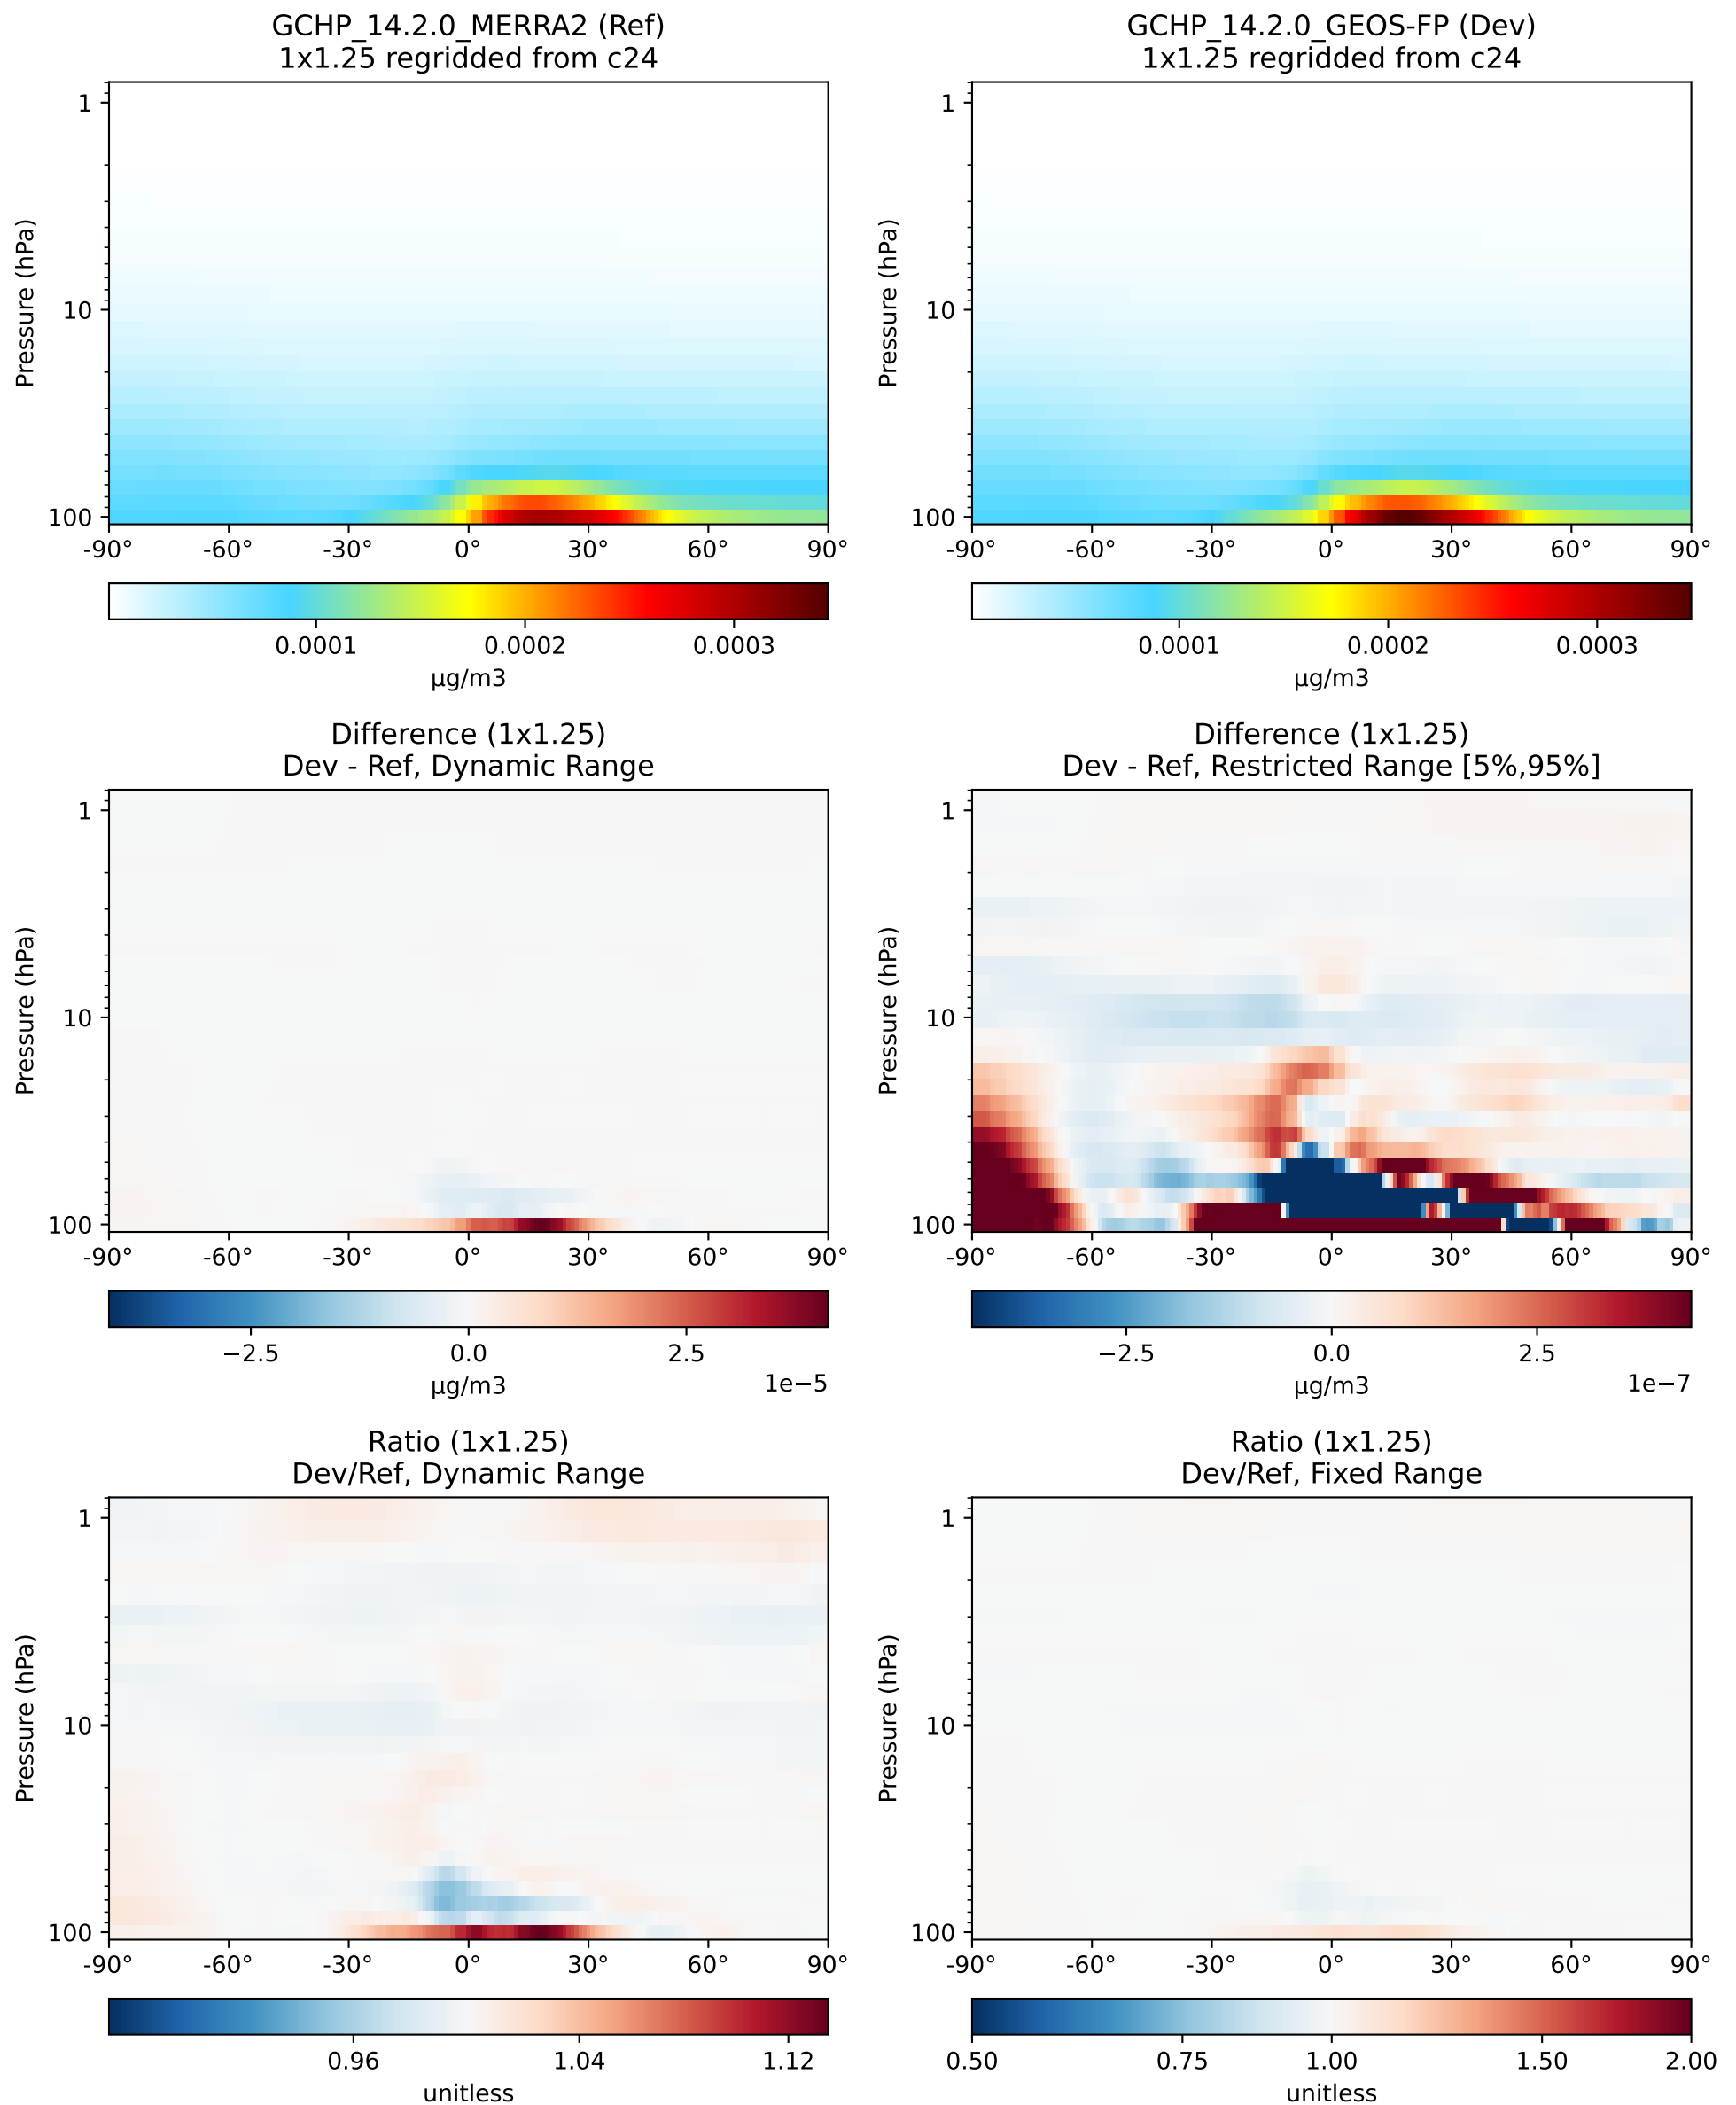 GCHP_14.2.0_MERRA2 (Ref)
1x1.25 regridded from c24
Pressure (hPa)
1
10
100
-90° -60° -30° 0° 30° 60° 90°
0.0001 0.0002 0.0003
µg/m3
GCHP_14.2.0_GEOS-FP (Dev)
1x1.25 regridded from c24
Pressure (hPa)
1
10
100
-90° -60° -30° 0° 30° 60° 90°
0.0001 0.0002 0.0003
µg/m3
Difference (1x1.25)
Dev - Ref, Dynamic Range
Pressure (hPa)
1
10
100
-90° -60° -30° 0° 30° 60° 90°
−2.5 0.0 2.5
µg/m3
1e−5
Difference (1x1.25)
Dev - Ref, Restricted Range [5%,95%]
Pressure (hPa)
1
10
100
-90° -60° -30° 0° 30° 60° 90°
−2.5 0.0 2.5
µg/m3
1e−7
Ratio (1x1.25)
Dev/Ref, Dynamic Range
Pressure (hPa)
1
10
100
-90° -60° -30° 0° 30° 60° 90°
0.96 1.04 1.12
unitless
Ratio (1x1.25)
Dev/Ref, Fixed Range
Pressure (hPa)
1
10
100
-90° -60° -30° 0° 30° 60° 90°
0.50 0.75 1.00 1.50 2.00
unitless